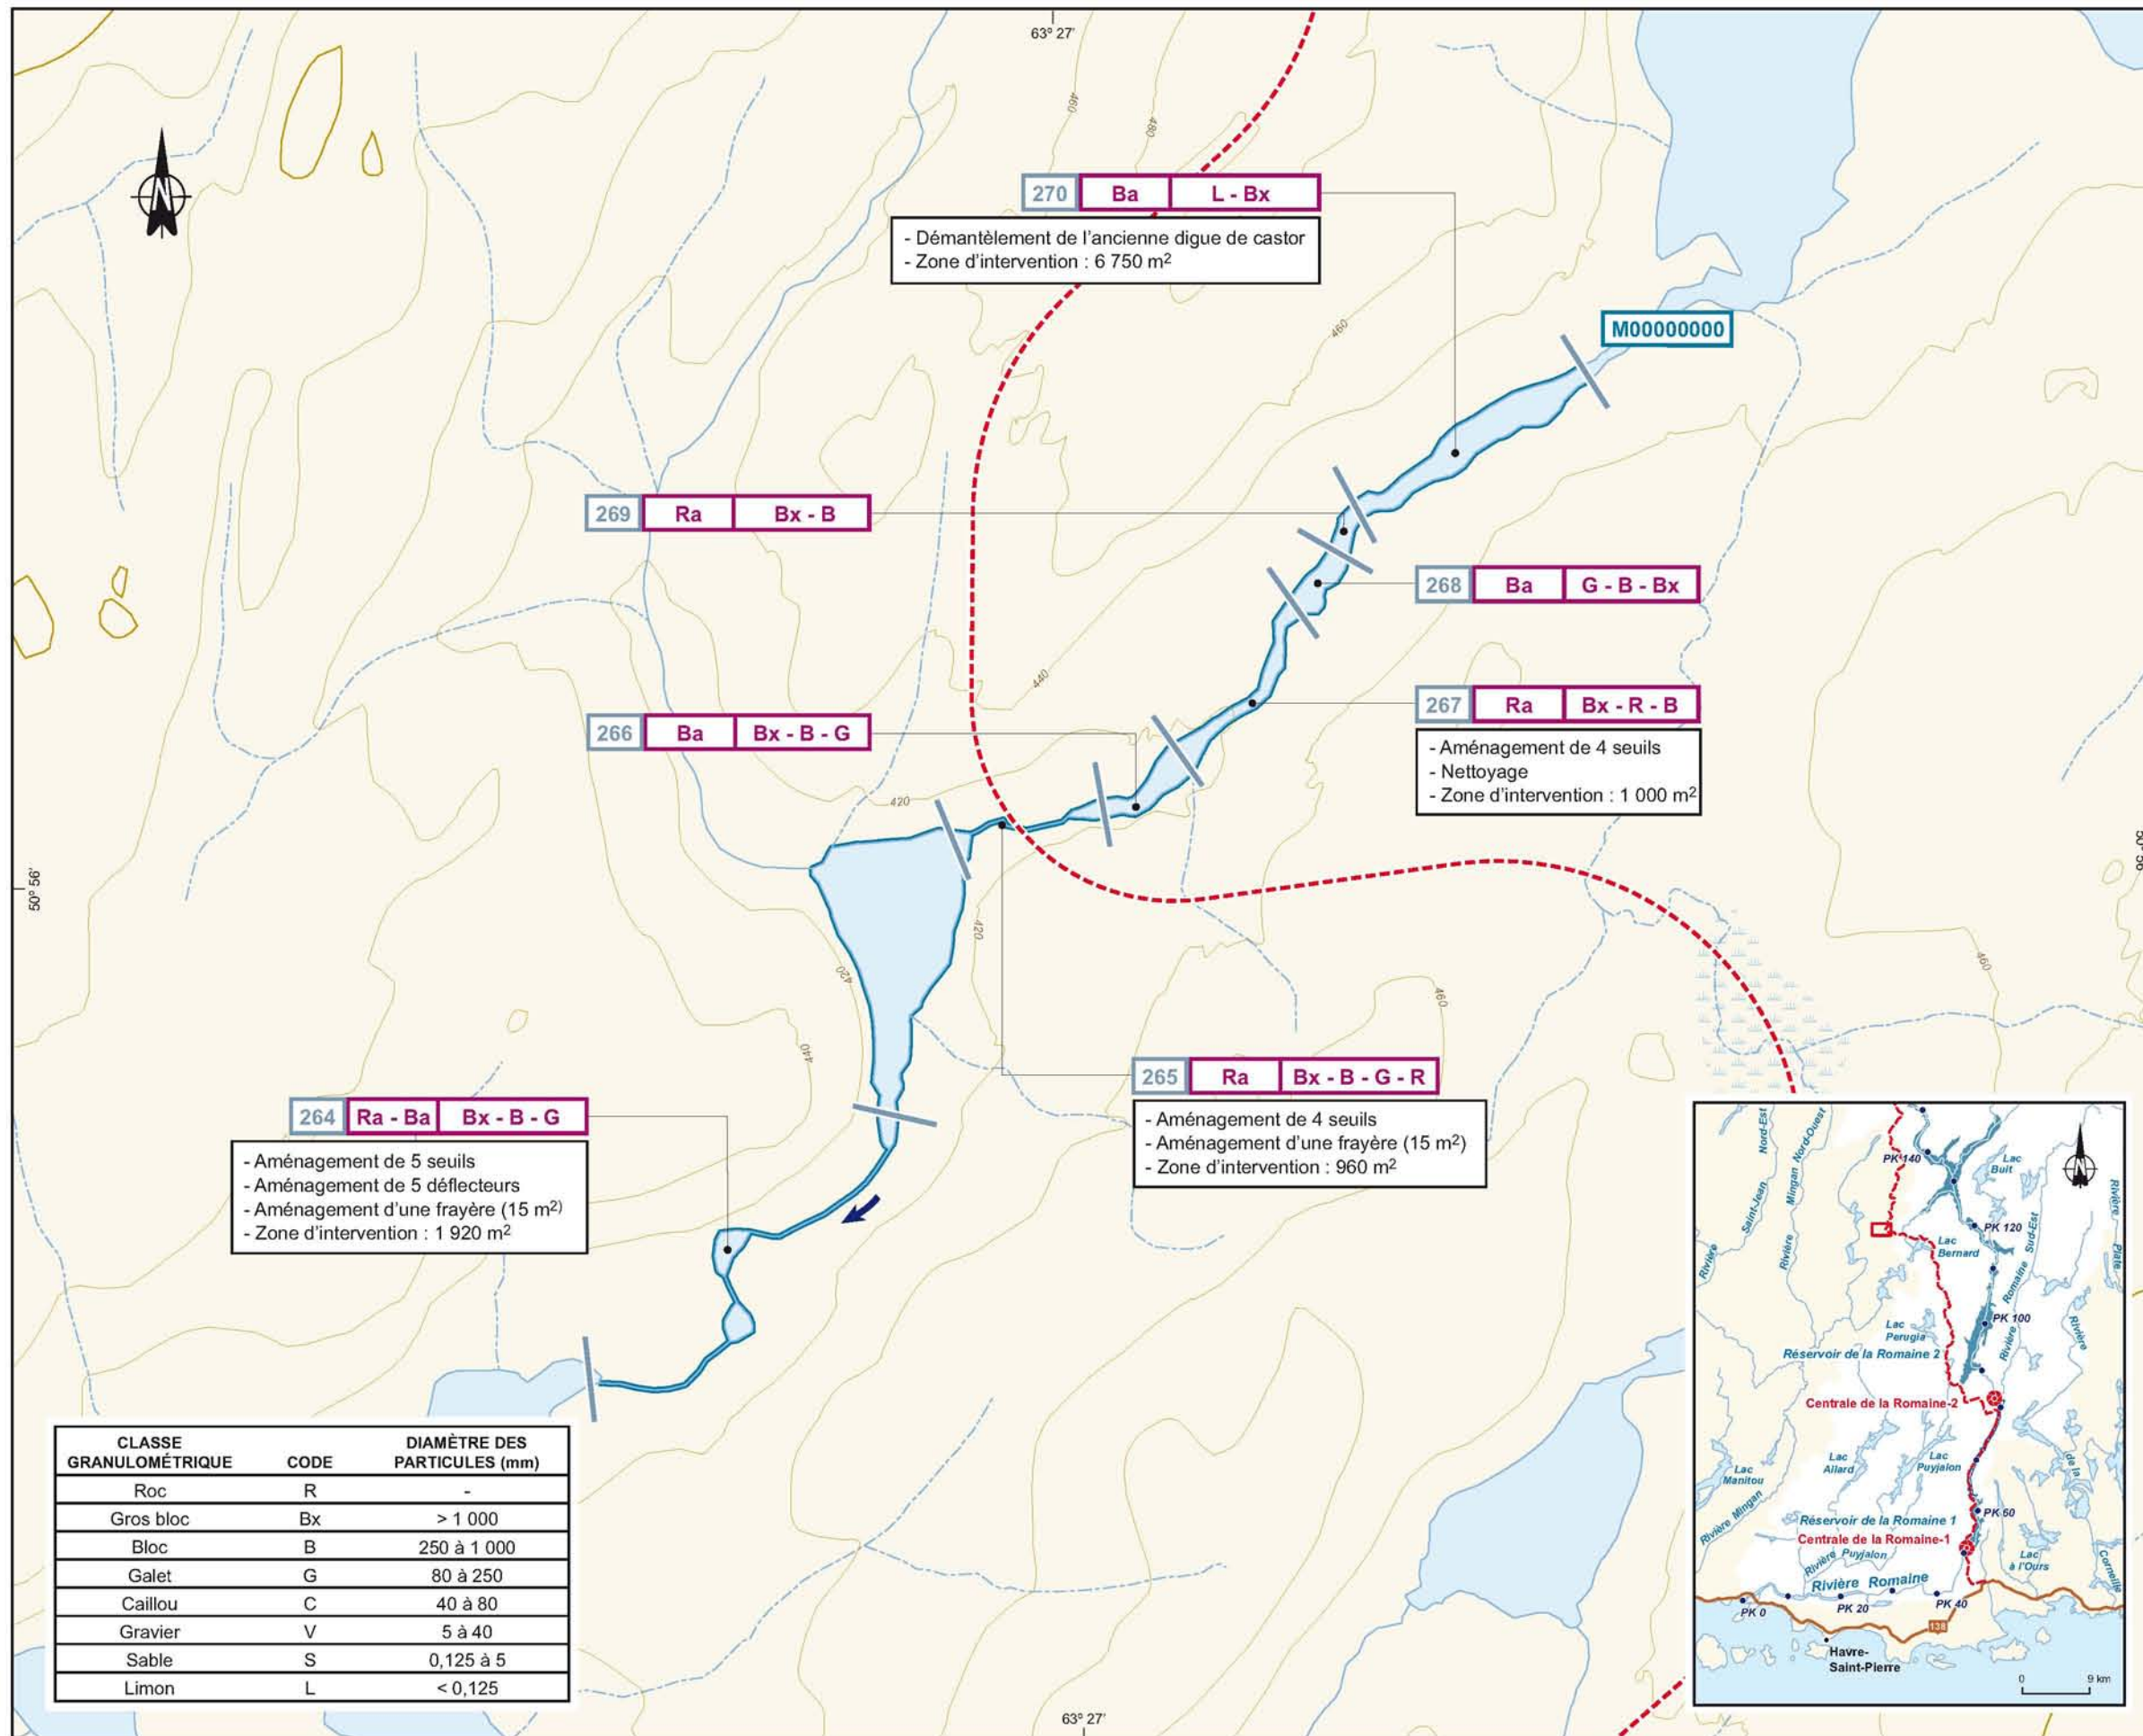 63° 27'
460
480
270 Ba L - Bx
- Démantèlement de l'ancienne digue de castor
- Zone d'intervention : 6 750 m²
N
460
M00000000
269 Ra Bx - B
268 Ba G - B - Bx
440
267 Ra Bx - R - B
- Aménagement de 4 seuils
- Nettoyage
- Zone d'intervention : 1 000 m²
266 Ba Bx - B - G
420
50° 56'
50° 56'
420
420
460
460
440
265 Ra Bx - B - G - R
- Aménagement de 4 seuils
- Aménagement d'une frayère (15 m²)
- Zone d'intervention : 960 m²
264 Ra - Ba Bx - B - G
- Aménagement de 5 seuils
- Aménagement de 5 déflecteurs
- Aménagement d'une frayère (15 m²)
- Zone d'intervention : 1 920 m²
CLASSE GRANULOMÉTRIQUE CODE DIAMÈTRE DES PARTICULES (mm)
Roc R -
Gros bloc Bx > 1 000
Bloc B 250 à 1 000
Galet G 80 à 250
Caillou C 40 à 80
Gravier V 5 à 40
Sable S 0,125 à 5
Limon L < 0,125
63° 27'
Rivière Saint-Jean Nord-Est
Rivière Mingan Nord-Ouest
PK 140
Lac
Buit
N
PK 120
Lac
Bernard
Rivière Romaine Sud-Est
Rivière
Plate
PK 100
Lac
Perugia
Rivière
Réservoir de la Romaine 2
Centrale de la Romaine-2
Lac
Manitou
Lac
Allard
Lac
Puyjalon
de la
Corneille
Rivière Mingan
PK 60
Réservoir de la Romaine 1
Centrale de la Romaine-1
Rivière Puyjalon
Lac
à l'Ours
Rivière Romaine
PK 0
PK 20
PK 40
138
Havre-
Saint-Pierre
0 9 km